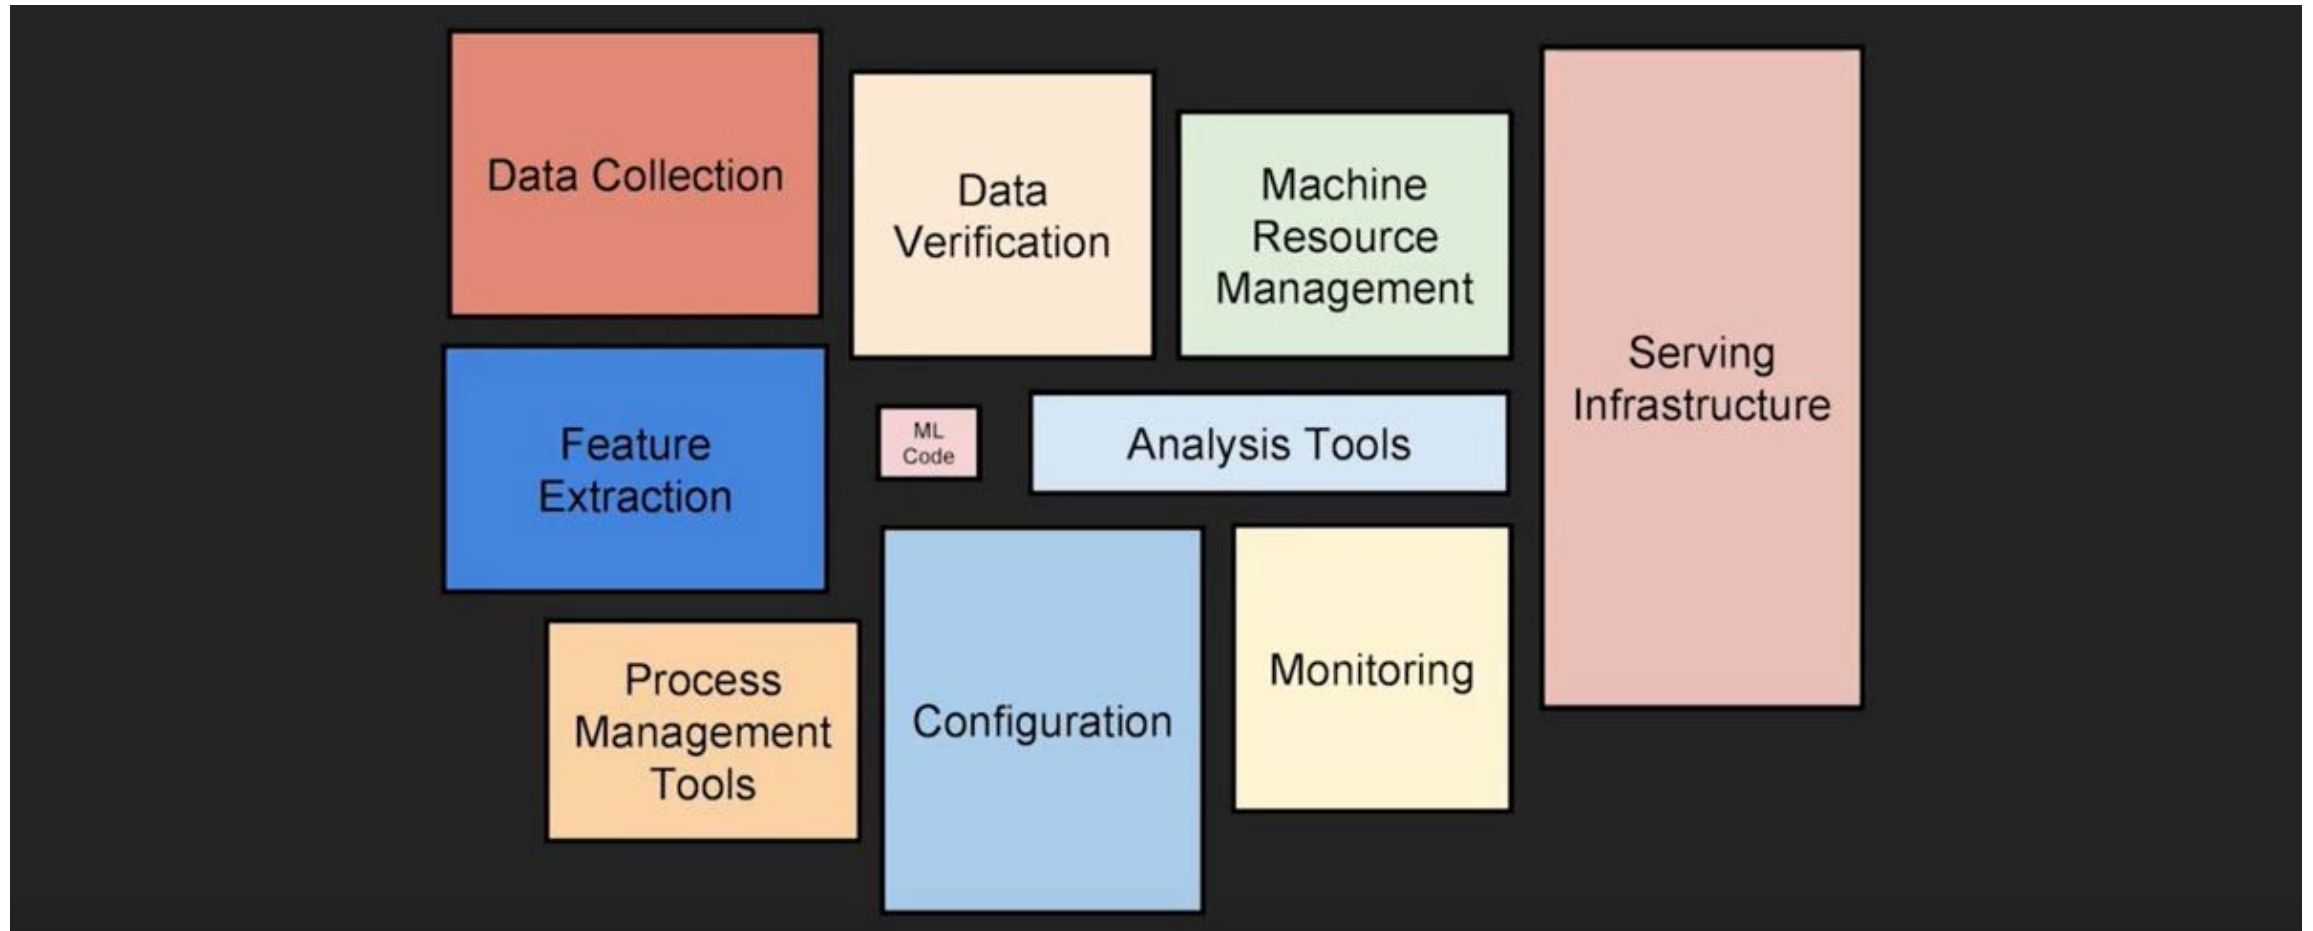 Data Collection
Data
Verification
Machine
Resource
Management
Serving
Infrastructure
Feature
Extraction
ML
Code
Analysis Tools
Process
Management
Tools
Configuration
Monitoring